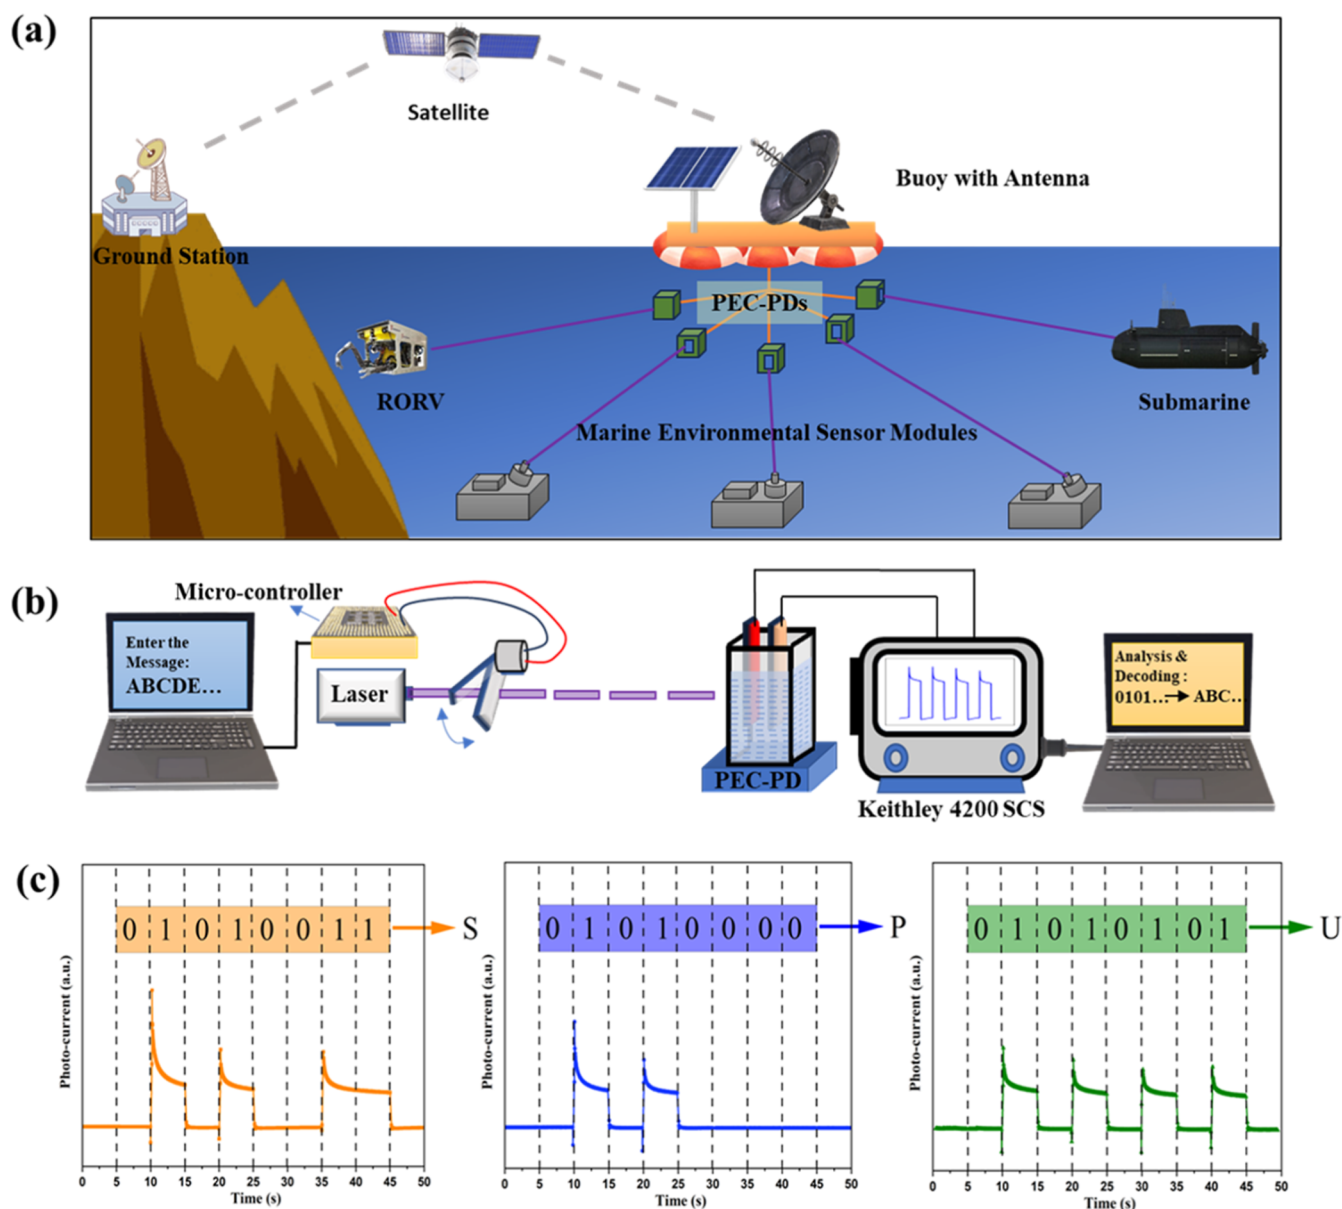 (a)
Satellite
Buoy with Antenna
Ground Station
PEC-PDs
RORV
Submarine
Marine Environmental Sensor Modules
(b)
Micro-controller
Enter the
Message:
ABCDE...
Laser
PEC-PD
Keithley 4200 SCS
Analysis &
Decoding :
0101... ABC..
(c)
0 1 0 1 0 0 1 1 S
Photo-current (a.u.)
0 5 10 15 20 25 30 35 40 45 50
Time (s)
0 1 0 1 0 0 0 0 P
Photo-current (a.u.)
0 5 10 15 20 25 30 35 40 45 50
Time (s)
0 1 0 1 0 1 0 1 U
Photo-current (a.u.)
0 5 10 15 20 25 30 35 40 45 50
Time (s)